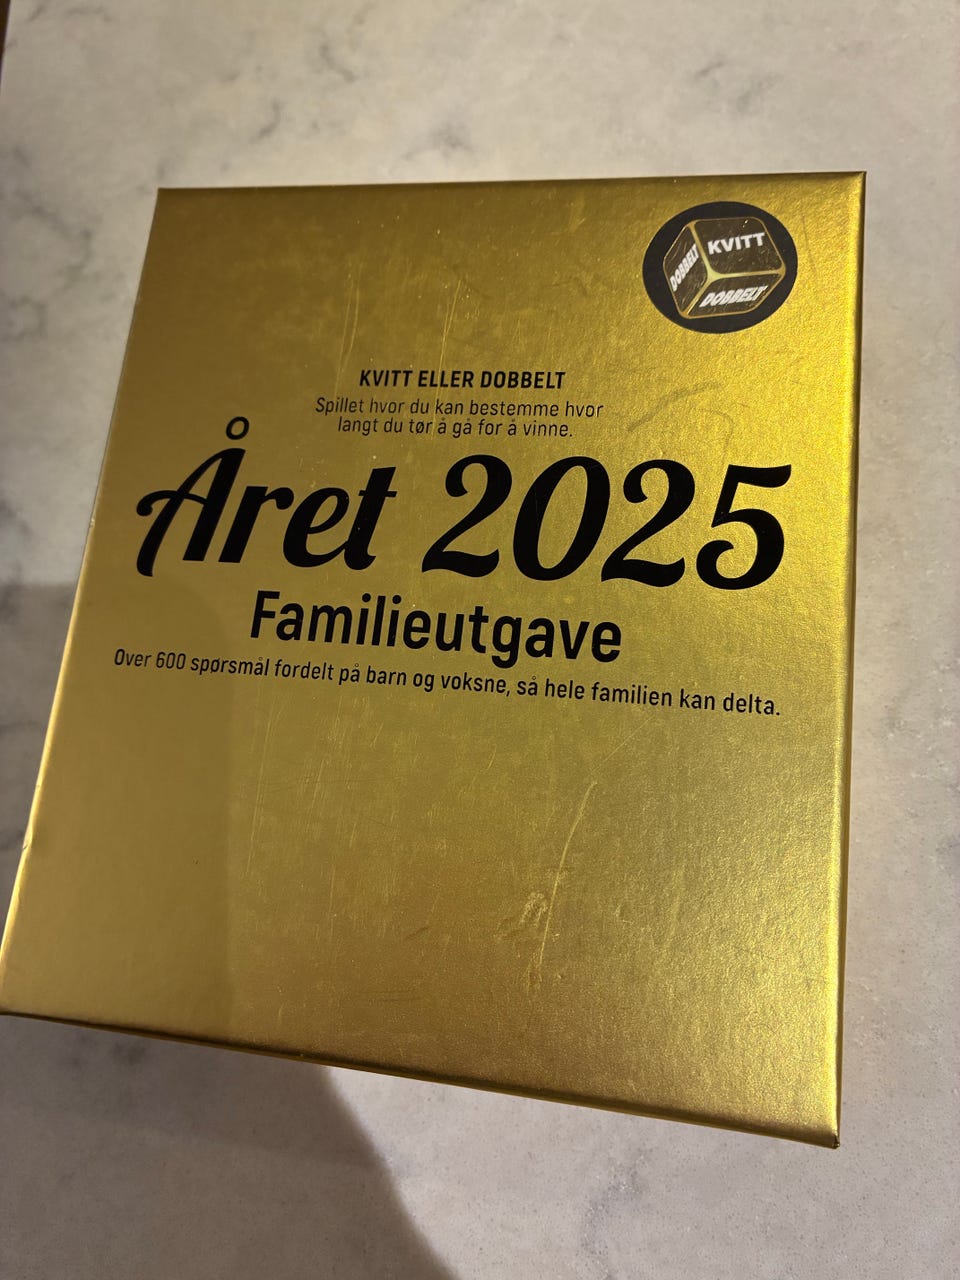 DOBBELT
KVITT
DOBBELT
KVITT ELLER DOBBELT
Spillet hvor du kan bestemme hvor
langt du tør å gå for å vinne.
Året 2025
Familieutgave
Over 600 spørsmål fordelt på barn og voksne, så hele familien kan delta.